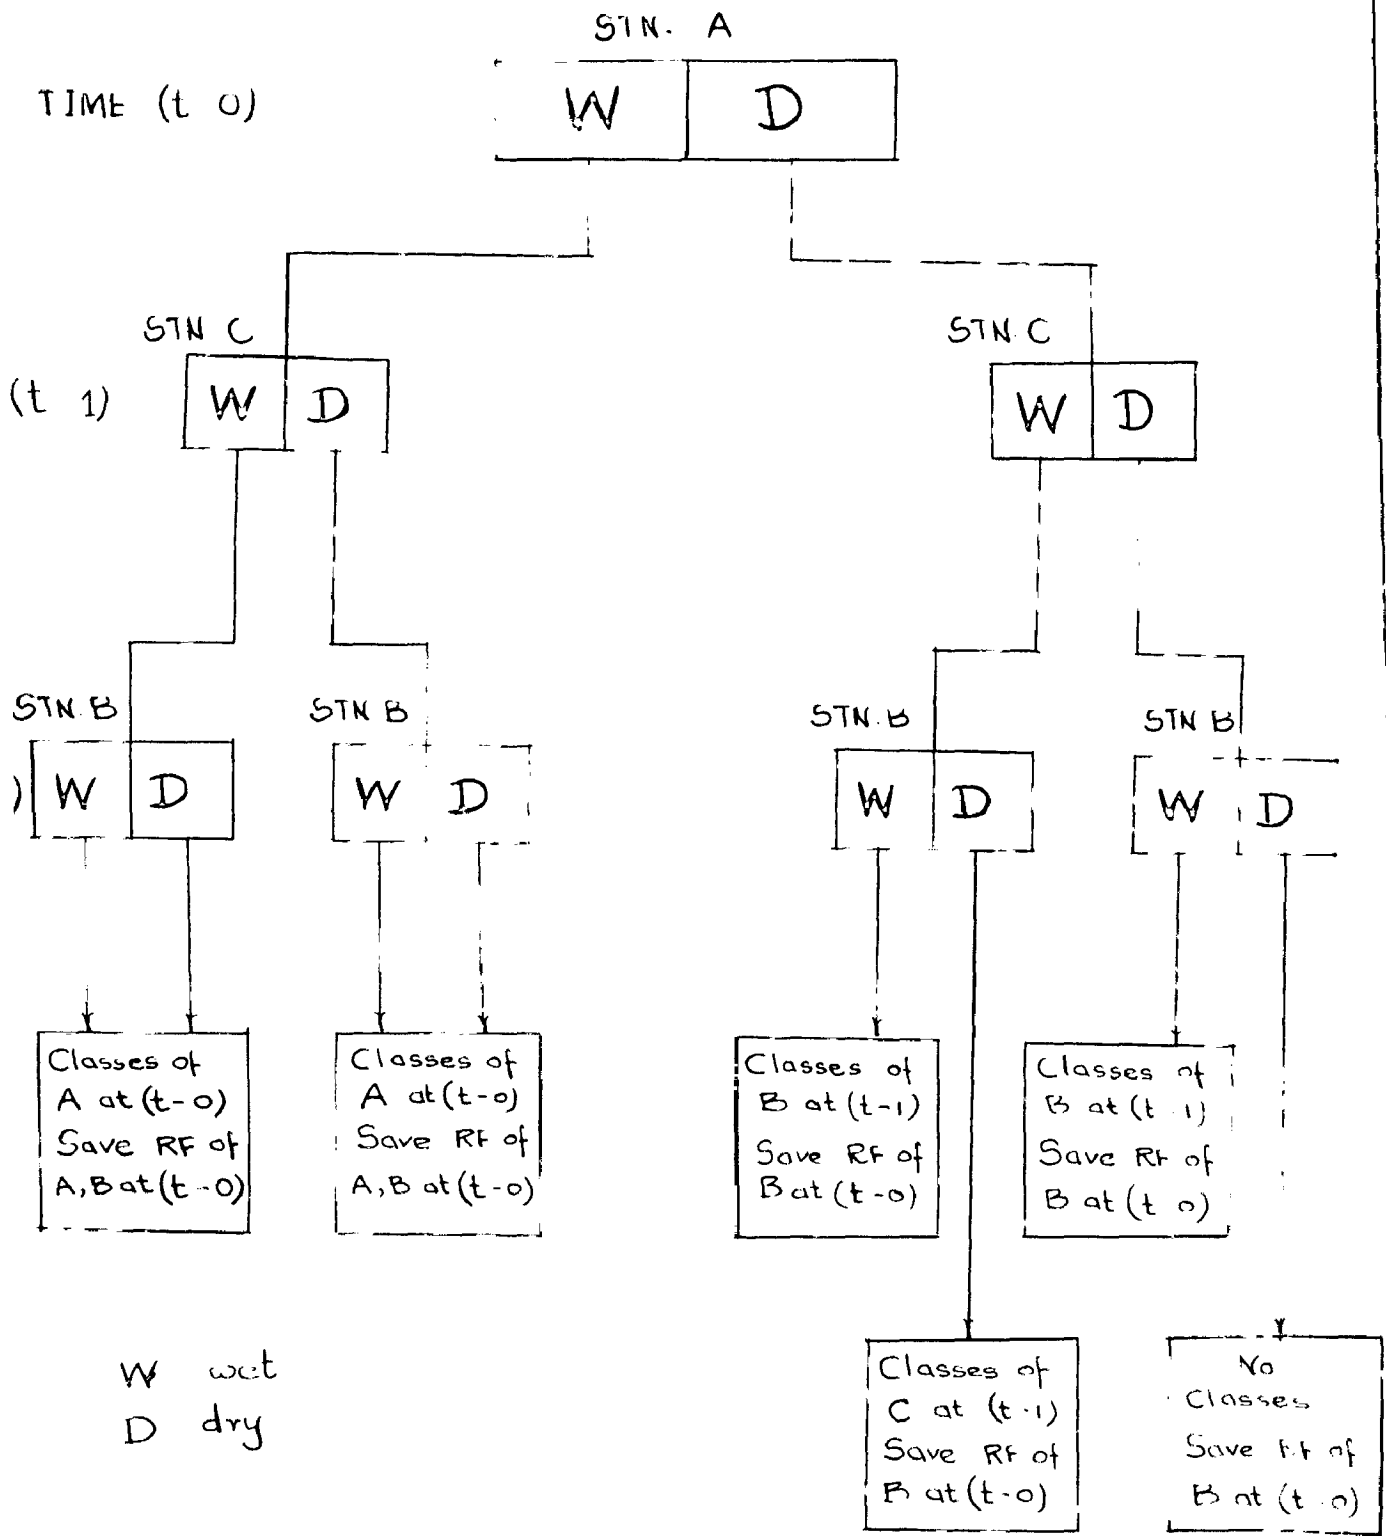 STN. A
TIME (t 0)
W D
STN C
STN. C
(t 1)
W D
W D
STN. B
STN B
STN. B
STN B
)
W D
W D
W D
W D
Classes of
A at (t-0)
Save RF of
A, B at (t-0)
Classes of
A at (t-0)
Save RF of
A, B at (t-0)
Classes of
B at (t-1)
Save RF of
B at (t-0)
Classes of
B at (t 1)
Save RF of
B at (t 0)
Classes of
C at (t-1)
Save RF of
B at (t-0)
No
Classes
Save RF of
B at (t-0)
W wet
D dry